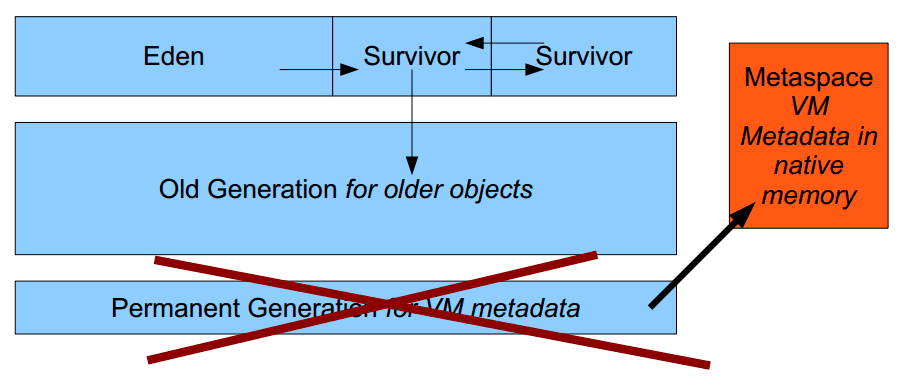 Eden
Survivor
Survivor
Old Generation for older objects
Permanent Generation for VM metadata
Metaspace
VM
Metadata in
native
memory